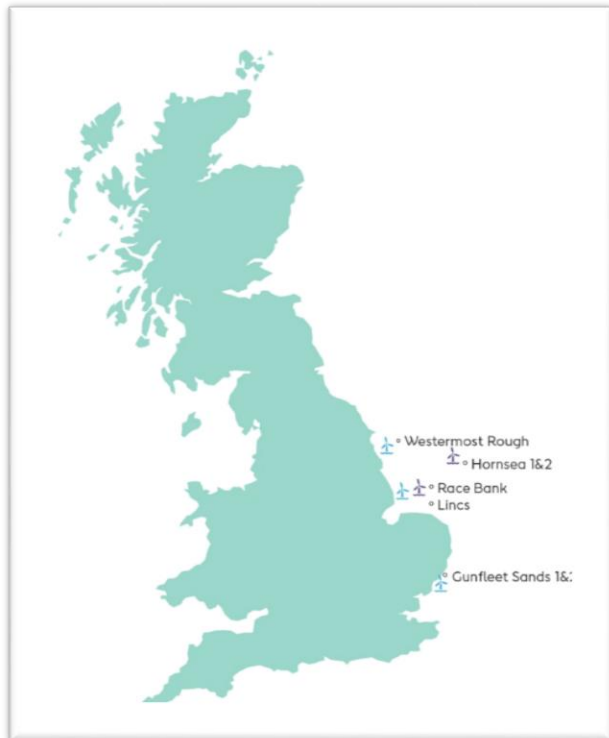 Westermost Rough
Hornsea 1&2
Race Bank
Lincs
Gunfleet Sands 1&